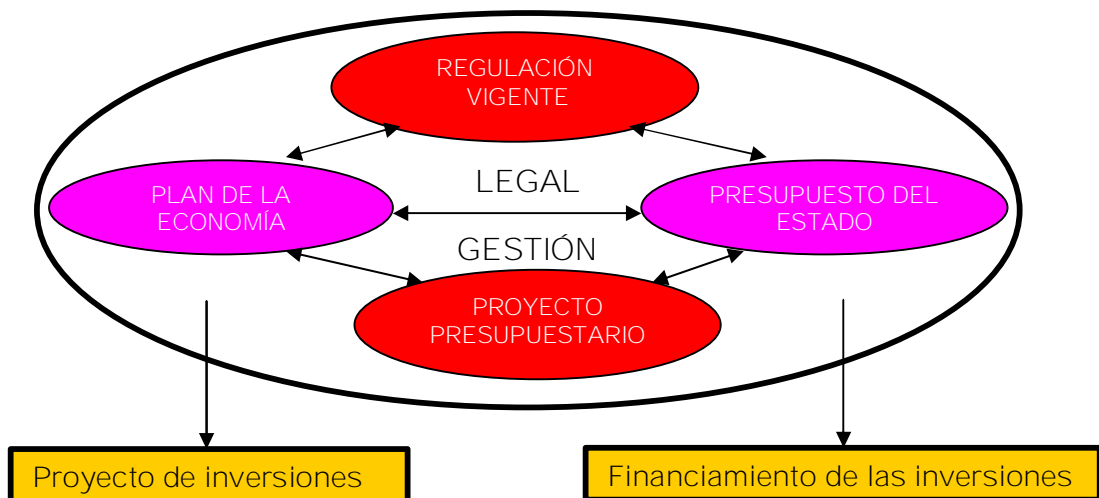 REGULACIÓN
VIGENTE
LEGAL
PLAN DE LA
ECONOMÍA
PRESUPUESTO DEL
ESTADO
GESTIÓN
PROYECTO
PRESUPUESTARIO
Proyecto de inversiones
Financiamiento de las inversiones